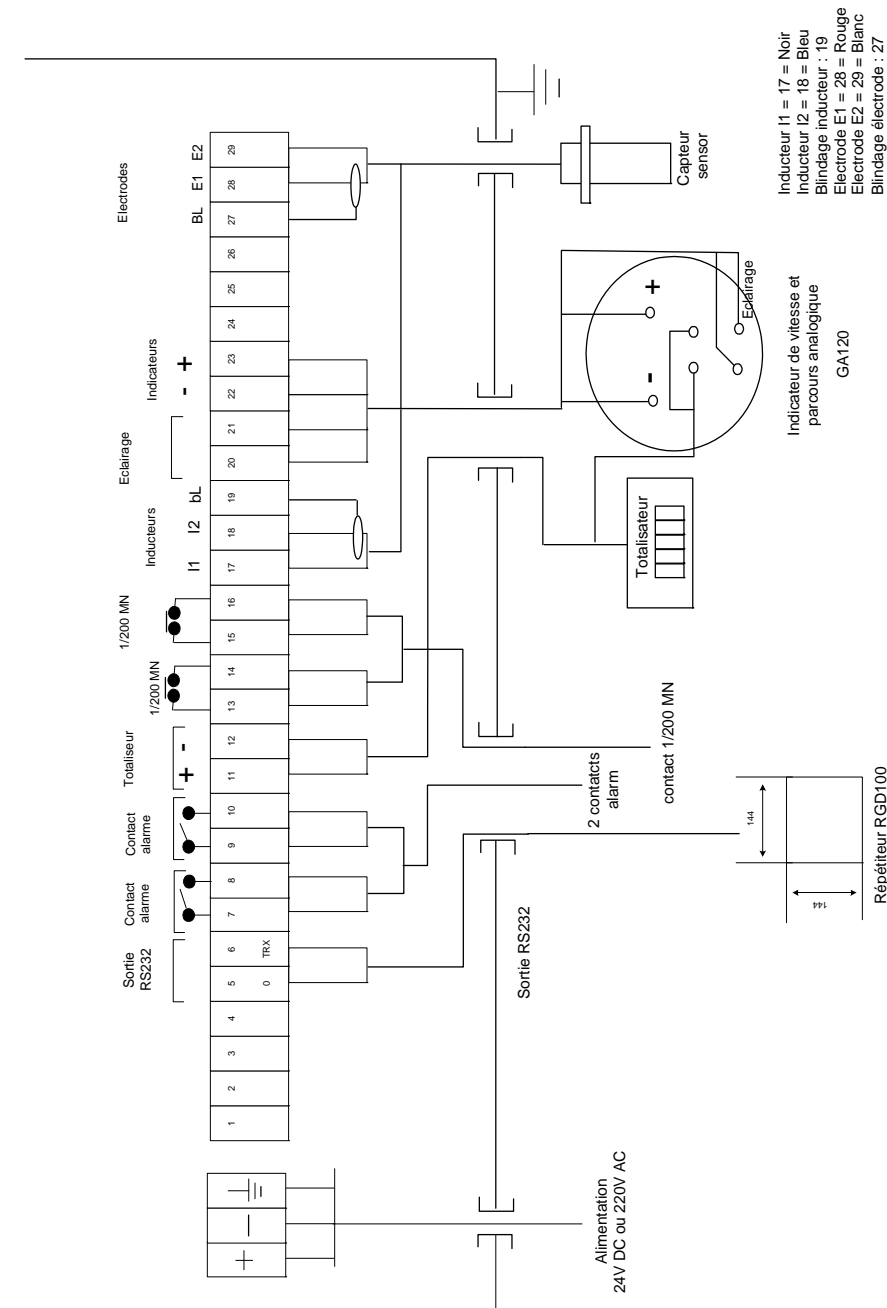 Sortie
RS232
Contact
alarme
Contact
alarme
Totaliseur
+ -
1/200 MN
1/200 MN
Inducteurs
I1 I2 bL
Eclairage
Indicateurs
- +
Electrodes
BL E1 E2
+ -
1 2 3 4 5 6 7 8 9 10 11 12 13 14 15 16 17 18 19 20 21 22 23 24 25 26 27 28 29
0 TRX
Alimentation
24V DC ou 220V AC
Sortie RS232
2 contatcts
alarm
contact 1/200 MN
144
144
Répétiteur RGD100
Totalisateur
- +
Eclairage
Indicateur de vitesse et
parcours analogique
GA120
Capteur
sensor
Inducteur I1 = 17 = Noir
Inducteur I2 = 18 = Bleu
Blindage inducteur : 19
Electrode E1 = 28 = Rouge
Electrode E2 = 29 = Blanc
Blindage électrode : 27